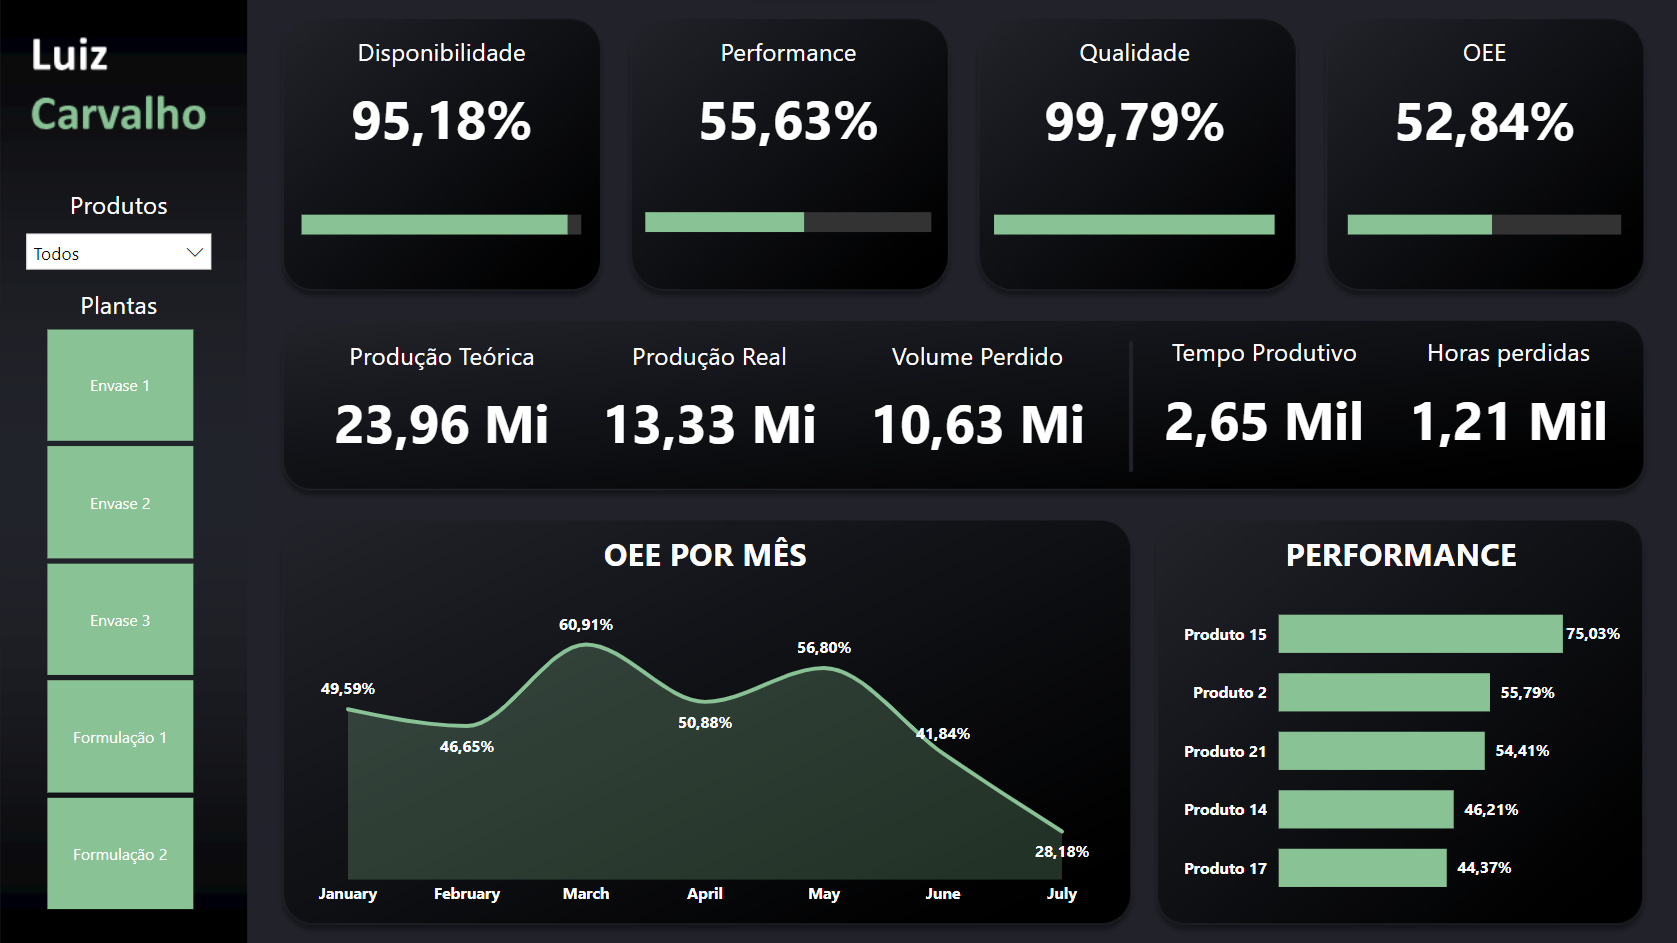 Luiz
Carvalho
Produtos
Todos
Plantas
Envase 1
Envase 2
Envase 3
Formulação 1
Formulação 2
Disponibilidade
95,18%
Performance
55,63%
Qualidade
99,79%
OEE
52,84%
Produção Teórica
23,96 Mi
Produção Real
13,33 Mi
Volume Perdido
10,63 Mi
Tempo Produtivo
2,65 Mil
Horas perdidas
1,21 Mil
OEE POR MÊS
49,59%
46,65%
60,91%
50,88%
56,80%
41,84%
28,18%
January
February
March
April
May
June
July
PERFORMANCE
Produto 15 75,03%
Produto 2 55,79%
Produto 21 54,41%
Produto 14 46,21%
Produto 17 44,37%